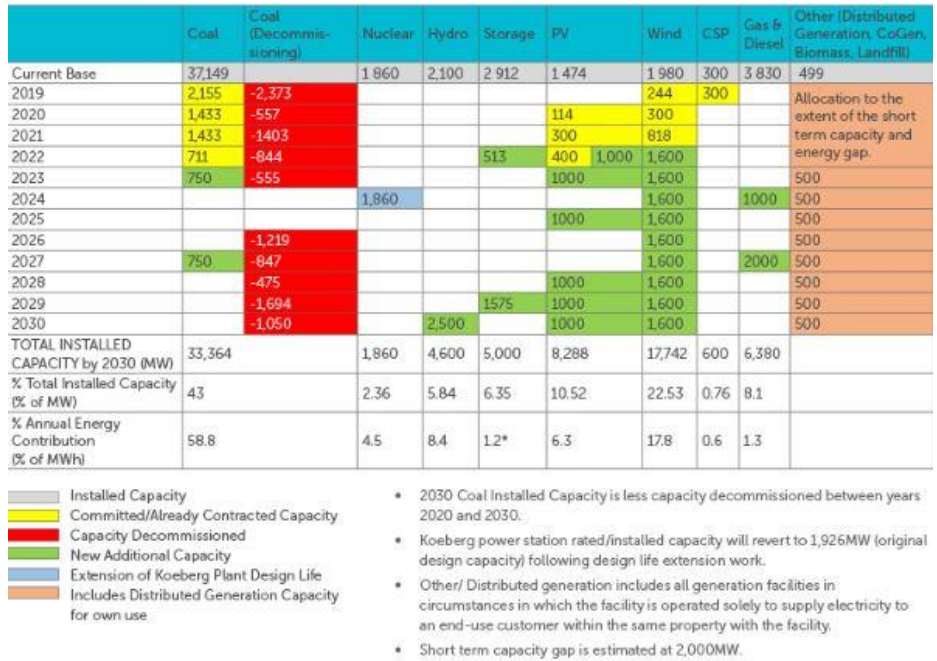 Coal Coal (Decommis-sioning) Nuclear Hydro Storage PV Wind CSP Gas & Diesel Other (Distributed Generation, CoGen, Biomass, Landfill)
Current Base 37,149 1 860 2,100 2 912 1 474 1 980 300 3 830 499
2019 2,155 -2,373 244 300 Allocation to the
2020 1,433 -557 114 300 extent of the short
2021 1,433 -1403 300 818 term capacity and
2022 711 -844 513 400 1,000 1,600 energy gap.
2023 750 -555 1000 1,600 500
2024 1,860 1,600 1000 500
2025 1000 1,600 500
2026 -1,219 1,600 500
2027 750 -847 1,600 2000 500
2028 -475 1000 1,600 500
2029 -1,694 1575 1000 1,600 500
2030 -1,050 2,500 1000 1,600 500
TOTAL INSTALLED
CAPACITY by 2030 (MW) 33,364 1,860 4,600 5,000 8,288 17,742 600 6,380
% Total Installed Capacity
(% of MW) 43 2.36 5.84 6.35 10.52 22.53 0.76 8.1
% Annual Energy
Contribution
(% of MWh) 58.8 4.5 8.4 1.2* 6.3 17.8 0.6 1.3
Installed Capacity
Committed/Already Contracted Capacity
Capacity Decommissioned
New Additional Capacity
Extension of Koeberg Plant Design Life
Includes Distributed Generation Capacity
for own use
• 2030 Coal Installed Capacity is less capacity decommissioned between years
2020 and 2030.
• Koeberg power station rated/installed capacity will revert to 1,926MW (original
design capacity) following design life extension work.
• Other/ Distributed generation includes all generation facilities in
circumstances in which the facility is operated solely to supply electricity to
an end-use customer within the same property with the facility.
• Short term capacity gap is estimated at 2,000MW.